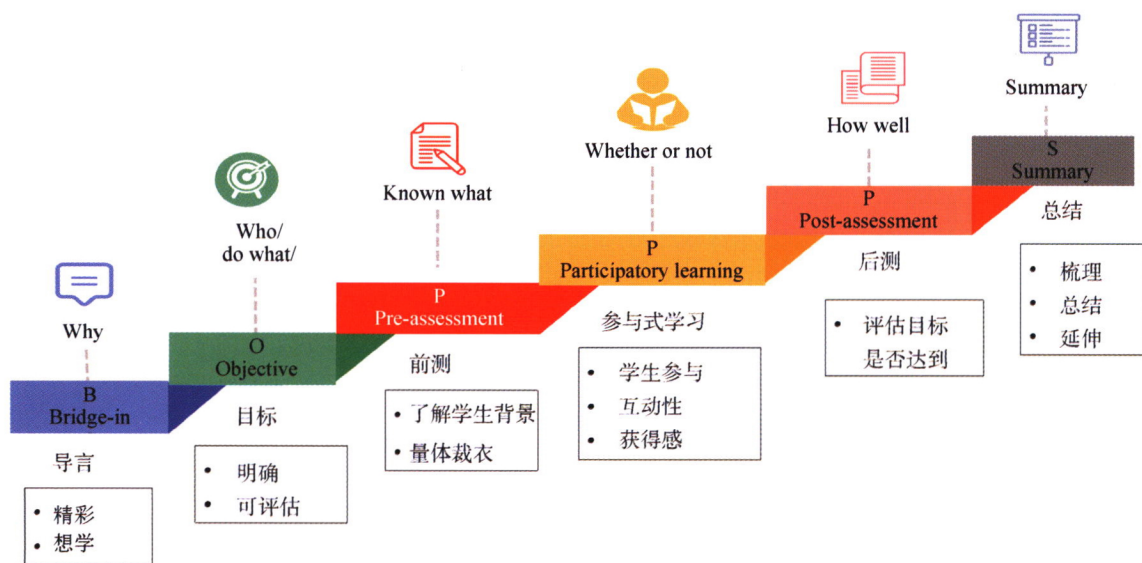 Why
B
Bridge-in
导言
• 精彩
• 想学
Who/
do what/
O
Objective
目标
• 明确
• 可评估
Known what
P
Pre-assessment
前测
• 了解学生背景
• 量体裁衣
Whether or not
P
Participatory learning
参与式学习
• 学生参与
• 互动性
• 获得感
How well
P
Post-assessment
后测
• 评估目标
是否达到
Summary
S
Summary
总结
• 梳理
• 总结
• 延伸